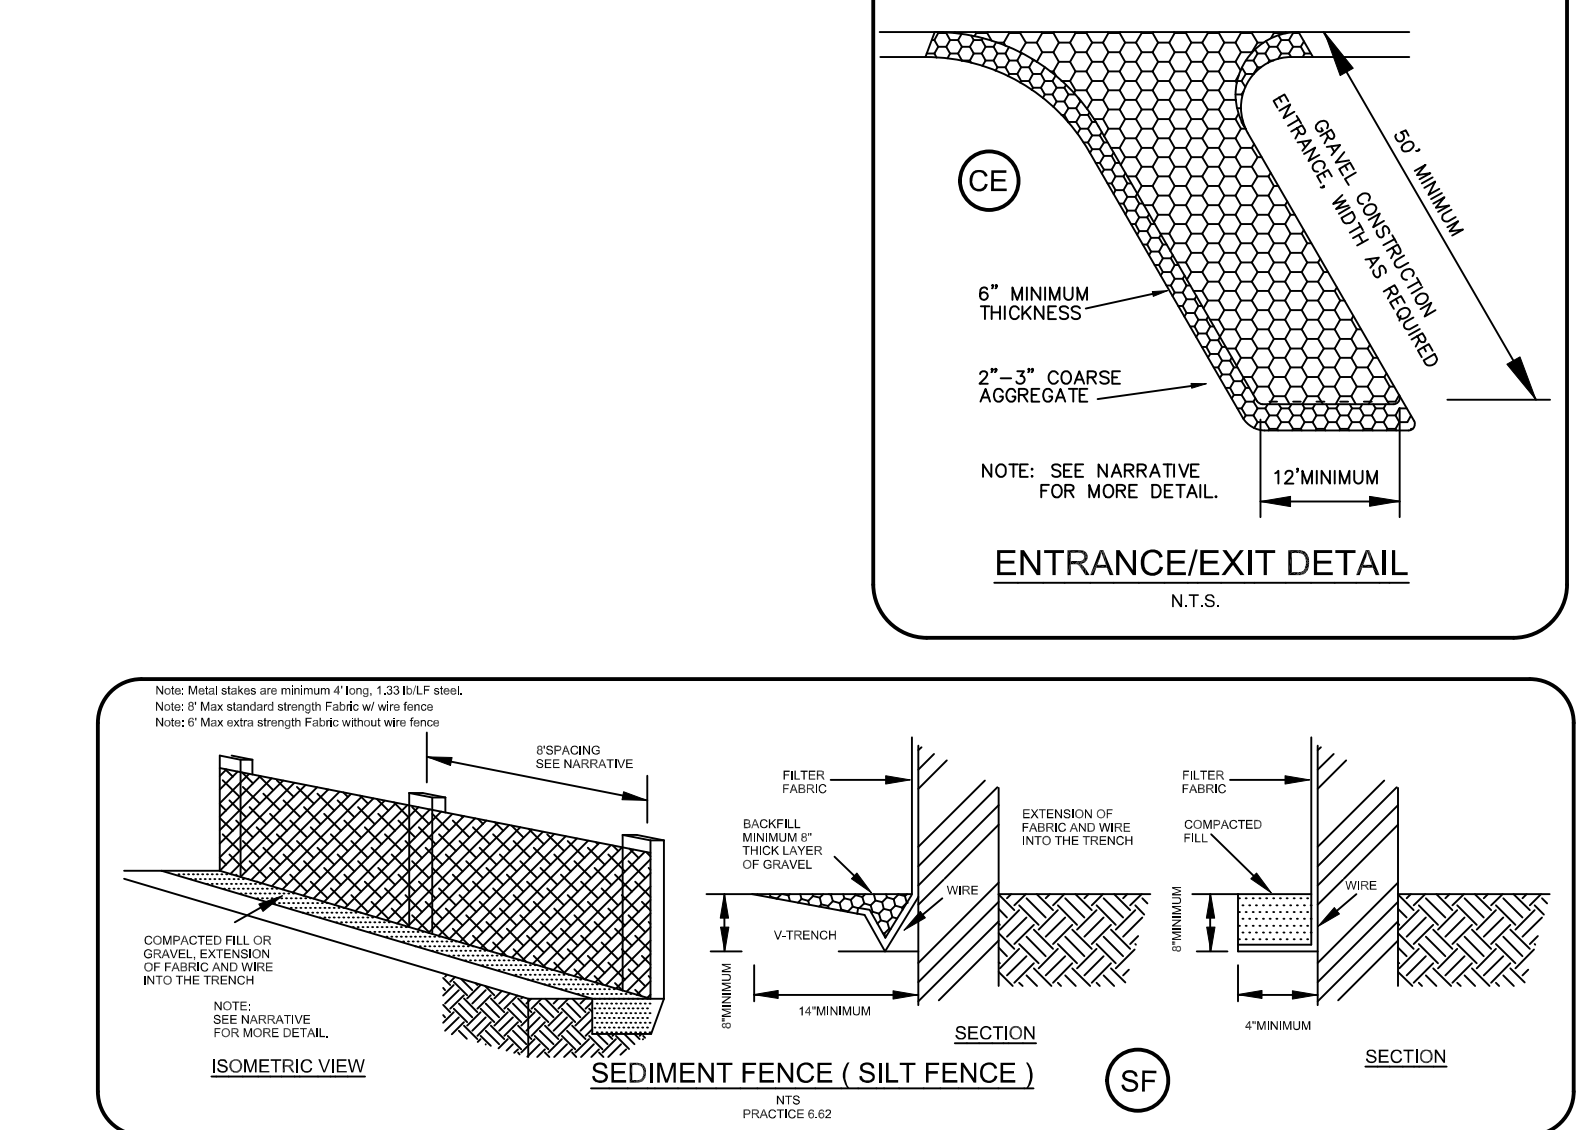 50' MINIMUM
GRAVEL CONSTRUCTION
ENTRANCE, WIDTH AS REQUIRED
CE
6" MINIMUM
THICKNESS
2"-3" COARSE
AGGREGATE
NOTE: SEE NARRATIVE
FOR MORE DETAIL.
12'MINIMUM
ENTRANCE/EXIT DETAIL
N.T.S.
Note: Metal stakes are minimum 4' long, 1.33 lb/LF steel.
Note: 8' Max standard strength Fabric w/ wire fence
Note: 6' Max extra strength Fabric without wire fence
8'SPACING
SEE NARRATIVE
COMPACTED FILL OR
GRAVEL, EXTENSION
OF FABRIC AND WIRE
INTO THE TRENCH
NOTE:
SEE NARRATIVE
FOR MORE DETAIL.
ISOMETRIC VIEW
FILTER
FABRIC
BACKFILL
MINIMUM 8"
THICK LAYER
OF GRAVEL
EXTENSION OF
FABRIC AND WIRE
INTO THE TRENCH
WIRE
V-TRENCH
8"MINIMUM
14"MINIMUM
SECTION
FILTER
FABRIC
COMPACTED
FILL
WIRE
8"MINIMUM
4"MINIMUM
SECTION
SEDIMENT FENCE ( SILT FENCE )
NTS
PRACTICE 6.62
SF